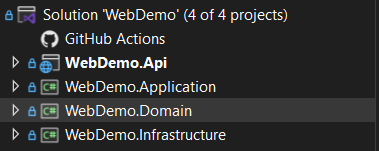 Solution 'WebDemo' (4 of 4 projects)
GitHub Actions
WebDemo.Api
C# WebDemo.Application
C# WebDemo.Domain
C# WebDemo.Infrastructure